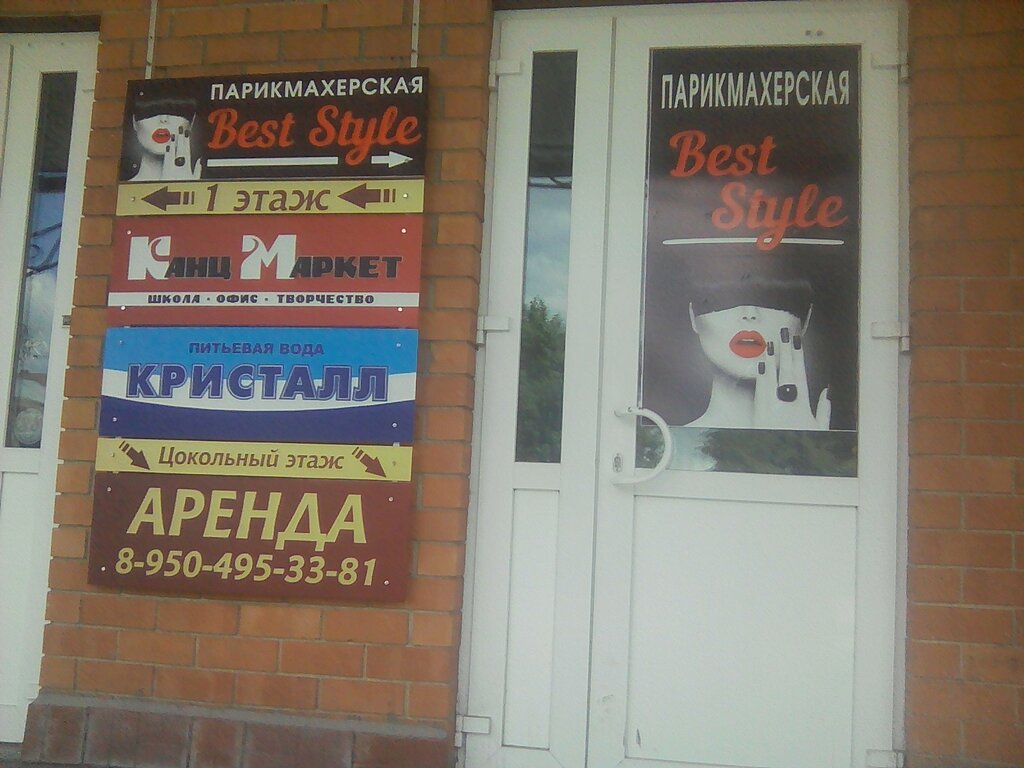 ПАРИКМАХЕРСКАЯ
Best Style
1 этаж
КАНЦ МАРКЕТ
ШКОЛА · ОФИС · ТВОРЧЕСТВО
ПИТЬЕВАЯ ВОДА
КРИСТАЛЛ
Цокольный этаж
АРЕНДА
8-950-495-33-81
ПАРИКМАХЕРСКАЯ
Best
Style